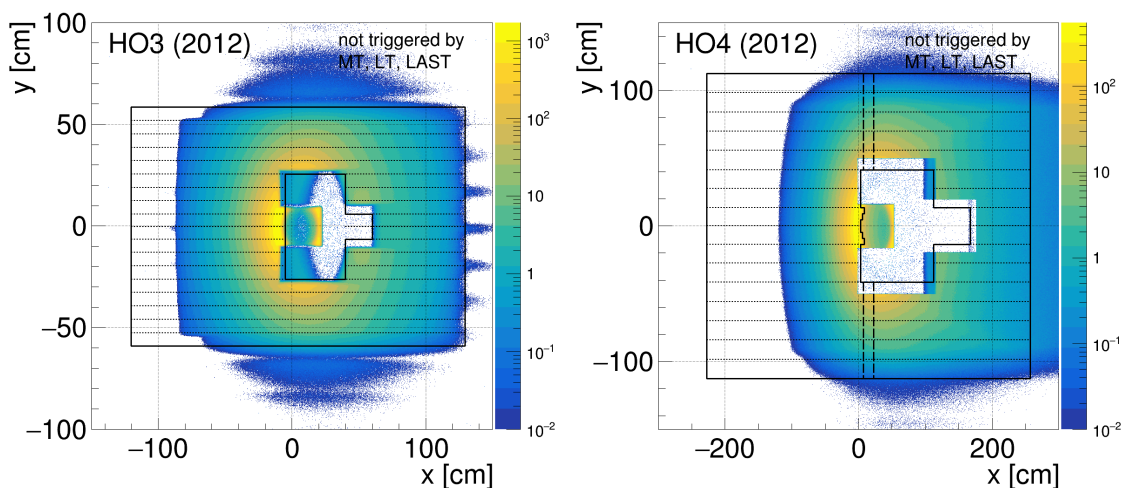 y [cm]
HO3 (2012)
not triggered by
MT, LT, LAST
100
50
0
−50
−100
−100
0
100
x [cm]
10³
10²
10
1
10⁻¹
10⁻²
y [cm]
HO4 (2012)
not triggered by
MT, LT, LAST
100
0
−100
−200
0
200
x [cm]
10²
10
1
10⁻¹
10⁻²